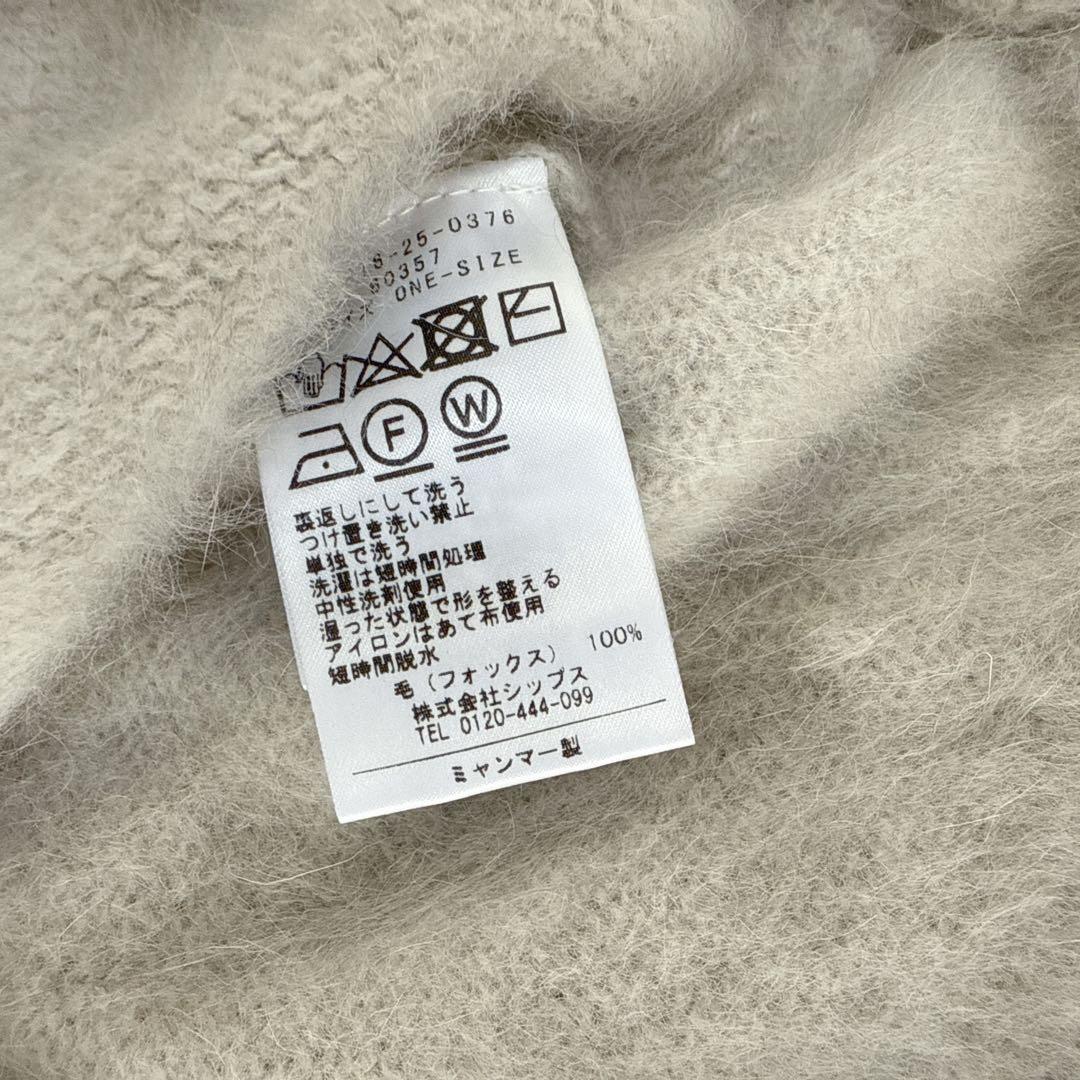 25-0376
60357
ONE-SIZE
F W
裏返しにして洗う
つけ置き洗い禁止
単独で洗う
洗濯は短時間処理
中性洗剤使用
湿った状態で形を整える
アイロンはあて布使用
短時間脱水
毛(フォックス) 100%
株式会社シップス
TEL 0120-444-099
ミャンマー製